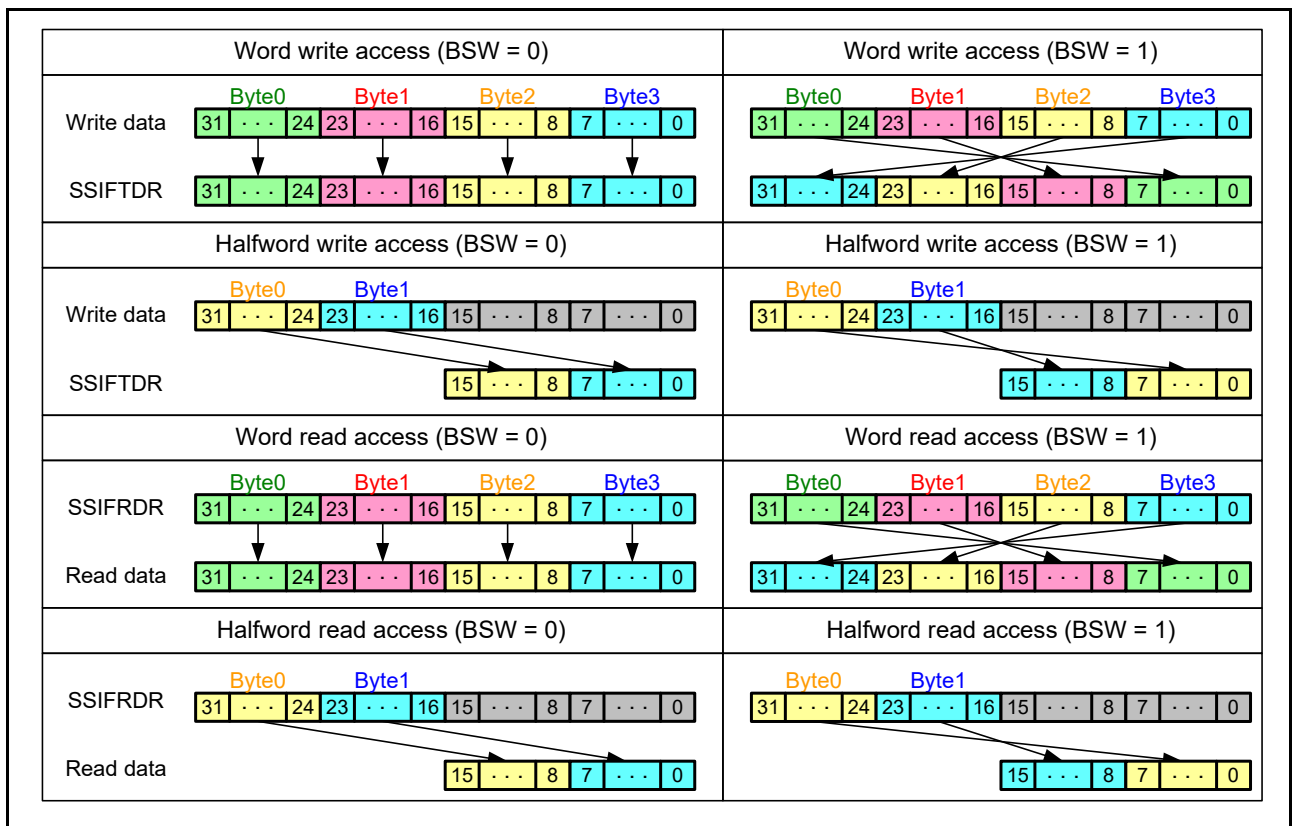 Word write access (BSW = 0) Word write access (BSW = 1)
Byte0 Byte1 Byte2 Byte3 Byte0 Byte1 Byte2 Byte3
Write data 31 ··· 24 23 ··· 16 15 ··· 8 7 ··· 0 31 ··· 24 23 ··· 16 15 ··· 8 7 ··· 0
SSIFTDR 31 ··· 24 23 ··· 16 15 ··· 8 7 ··· 0 31 ··· 24 23 ··· 16 15 ··· 8 7 ··· 0
Halfword write access (BSW = 0) Halfword write access (BSW = 1)
Byte0 Byte1 Byte0 Byte1
Write data 31 ··· 24 23 ··· 16 15 ··· 8 7 ··· 0 31 ··· 24 23 ··· 16 15 ··· 8 7 ··· 0
SSIFTDR 15 ··· 8 7 ··· 0 15 ··· 8 7 ··· 0
Word read access (BSW = 0) Word read access (BSW = 1)
Byte0 Byte1 Byte2 Byte3 Byte0 Byte1 Byte2 Byte3
SSIFRDR 31 ··· 24 23 ··· 16 15 ··· 8 7 ··· 0 31 ··· 24 23 ··· 16 15 ··· 8 7 ··· 0
Read data 31 ··· 24 23 ··· 16 15 ··· 8 7 ··· 0 31 ··· 24 23 ··· 16 15 ··· 8 7 ··· 0
Halfword read access (BSW = 0) Halfword read access (BSW = 1)
Byte0 Byte1 Byte0 Byte1
SSIFRDR 31 ··· 24 23 ··· 16 15 ··· 8 7 ··· 0 31 ··· 24 23 ··· 16 15 ··· 8 7 ··· 0
Read data 15 ··· 8 7 ··· 0 15 ··· 8 7 ··· 0